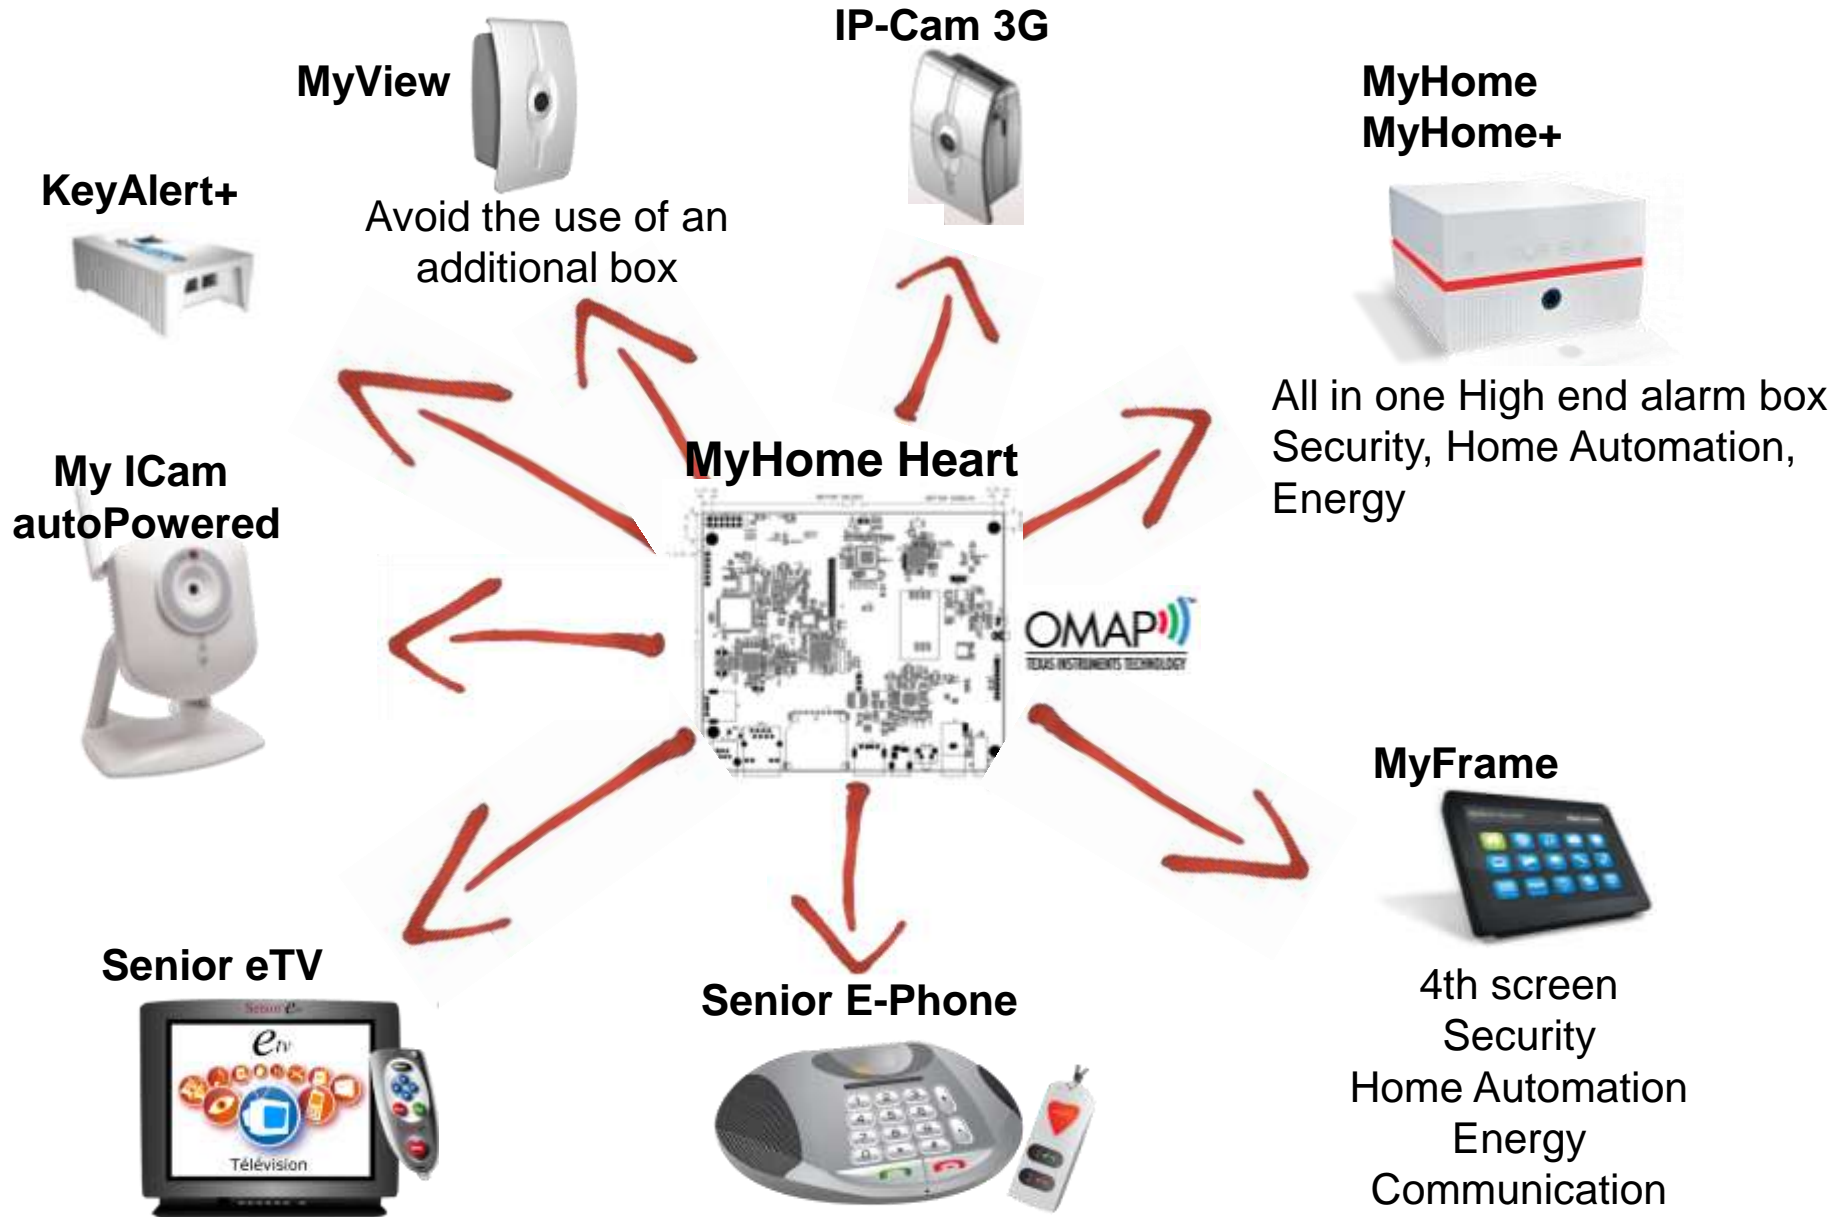 IP-Cam 3G
MyView
MyHome
MyHome+
KeyAlert+
Avoid the use of an
additional box
All in one High end alarm box
Security, Home Automation,
Energy
MyHome Heart
My ICam
autoPowered
OMAP
TEXAS INSTRUMENTS TECHNOLOGY
MyFrame
Senior eTV
Senior e
etv
Télévision
Senior E-Phone
4th screen
Security
Home Automation
Energy
Communication